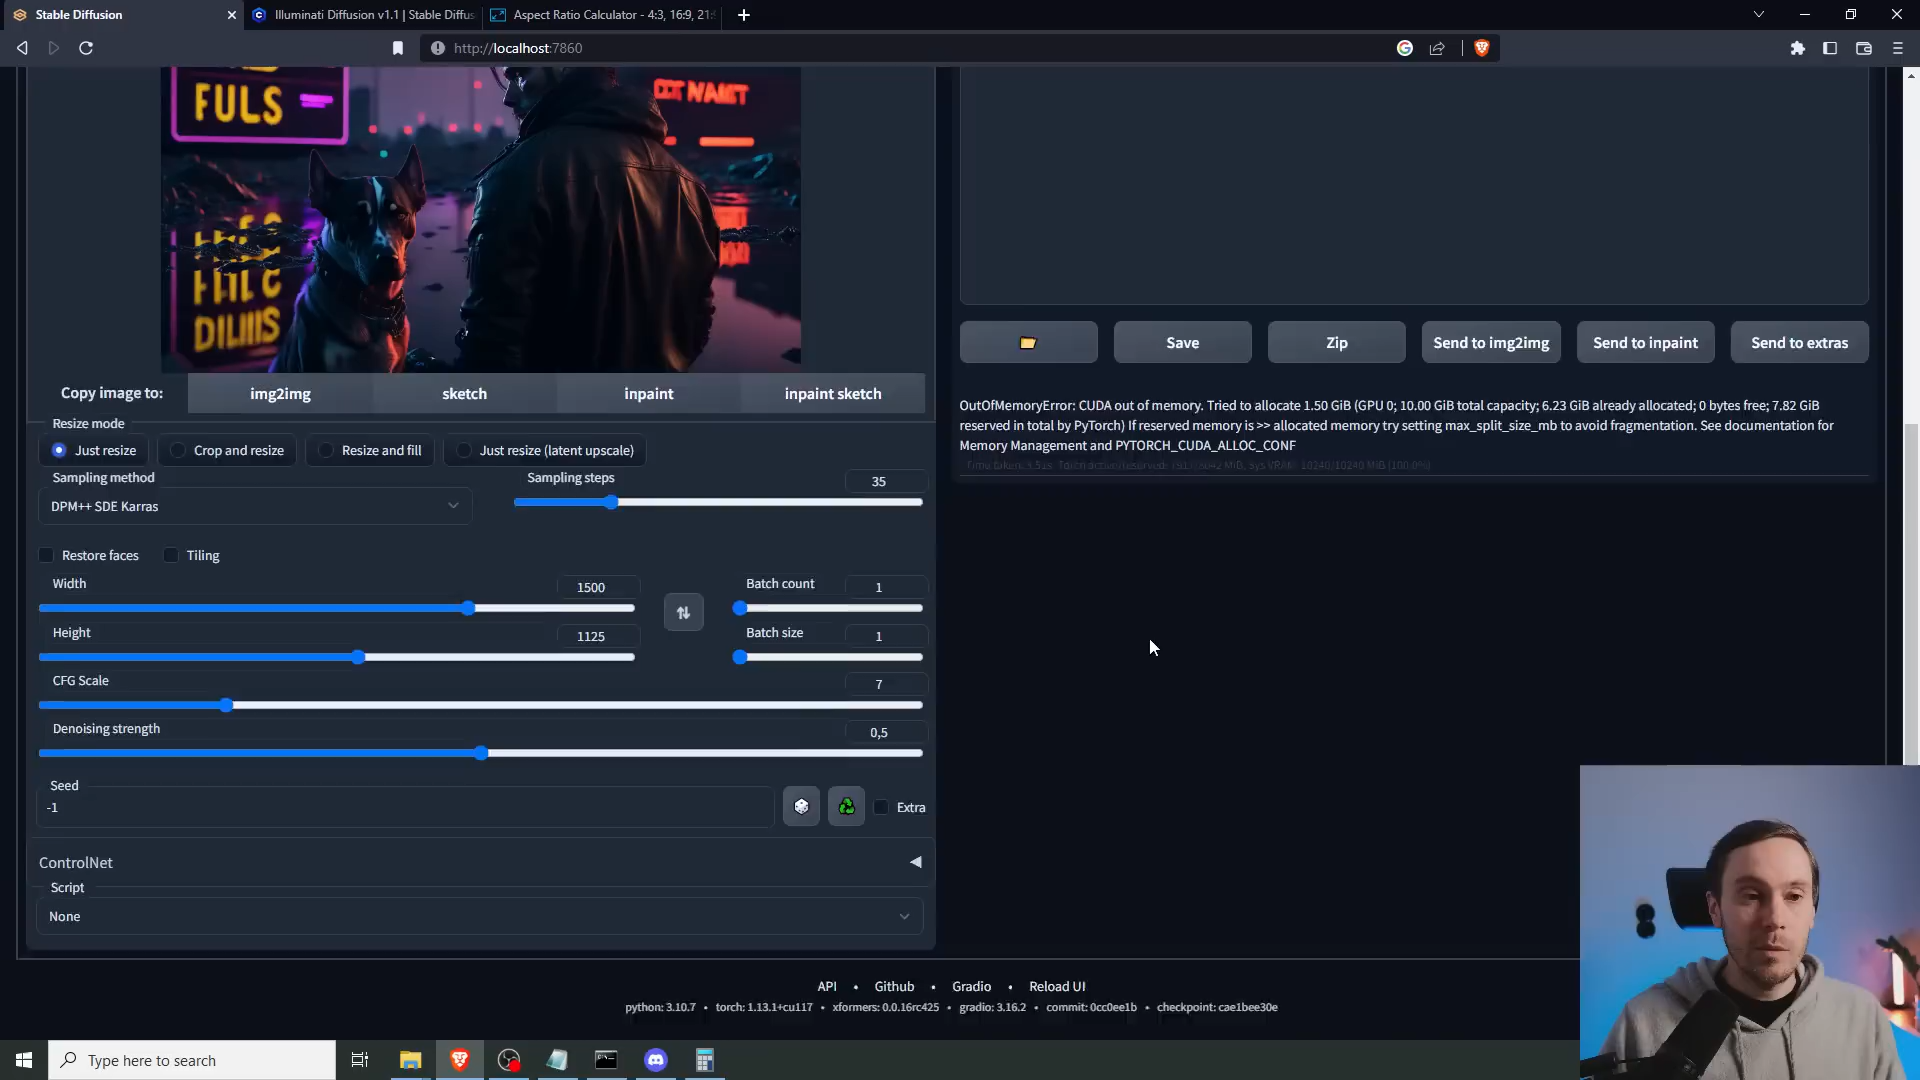 Stable Diffusion
Illuminati Diffusion v1.1 | Stable Diffus
Aspect Ratio Calculator - 4:3, 16:9, 21:
http://localhost:7860
FULS
DILIIIS
Copy image to:
img2img
sketch
inpaint
inpaint sketch
Resize mode
Just resize
Crop and resize
Resize and fill
Just resize (latent upscale)
Sampling method
DPM++ SDE Karras
Sampling steps
35
Restore faces
Tiling
Width
1500
Height
1125
Batch count
1
Batch size
1
CFG Scale
7
Denoising strength
0,5
Seed
-1
Extra
ControlNet
Script
None
Save
Zip
Send to img2img
Send to inpaint
Send to extras
OutOfMemoryError: CUDA out of memory. Tried to allocate 1.50 GiB (GPU 0; 10.00 GiB total capacity; 6.23 GiB already allocated; 0 bytes free; 7.82 GiB
reserved in total by PyTorch) If reserved memory is >> allocated memory try setting max_split_size_mb to avoid fragmentation. See documentation for
Memory Management and PYTORCH_CUDA_ALLOC_CONF
API • Github • Gradio • Reload UI
python: 3.10.7 • torch: 1.13.1+cu117 • xformers: 0.0.16rc425 • gradio: 3.16.2 • commit: 0cc0ee1b • checkpoint: cae1bee30e
Type here to search